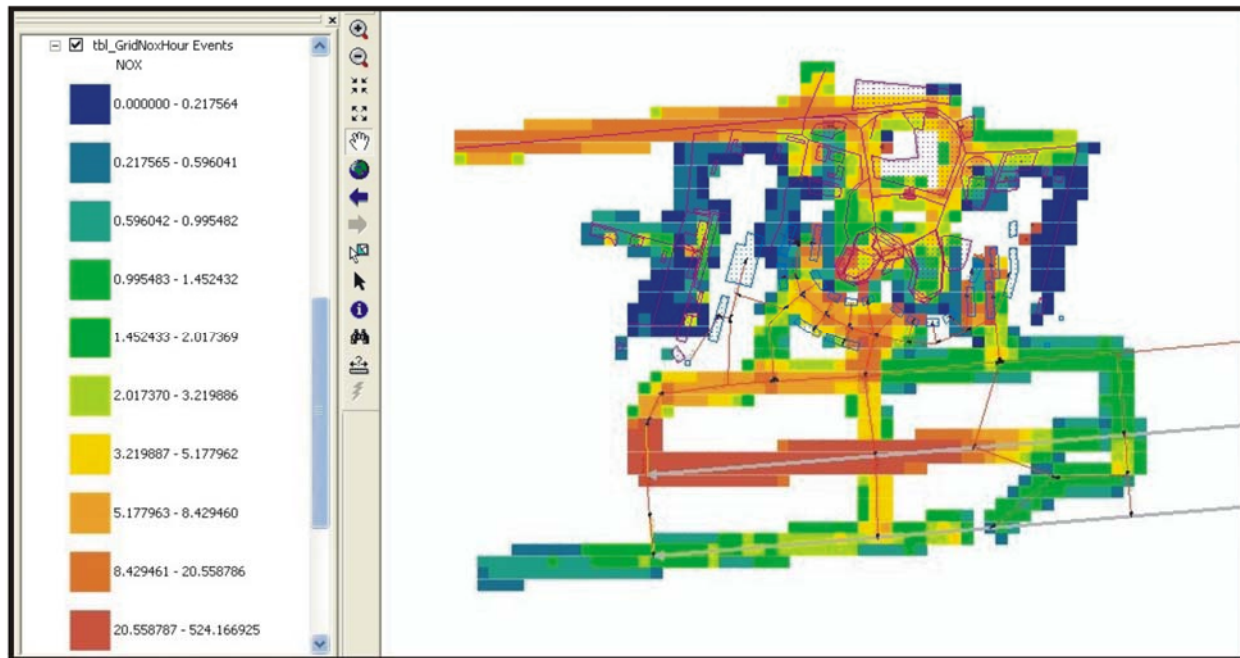 tbl_GridNoxHour Events
NOX
0.000000 - 0.217564
0.217565 - 0.596041
0.596042 - 0.995482
0.995483 - 1.452432
1.452433 - 2.017369
2.017370 - 3.219886
3.219887 - 5.177962
5.177963 - 8.429460
8.429461 - 20.558786
20.558787 - 524.166925